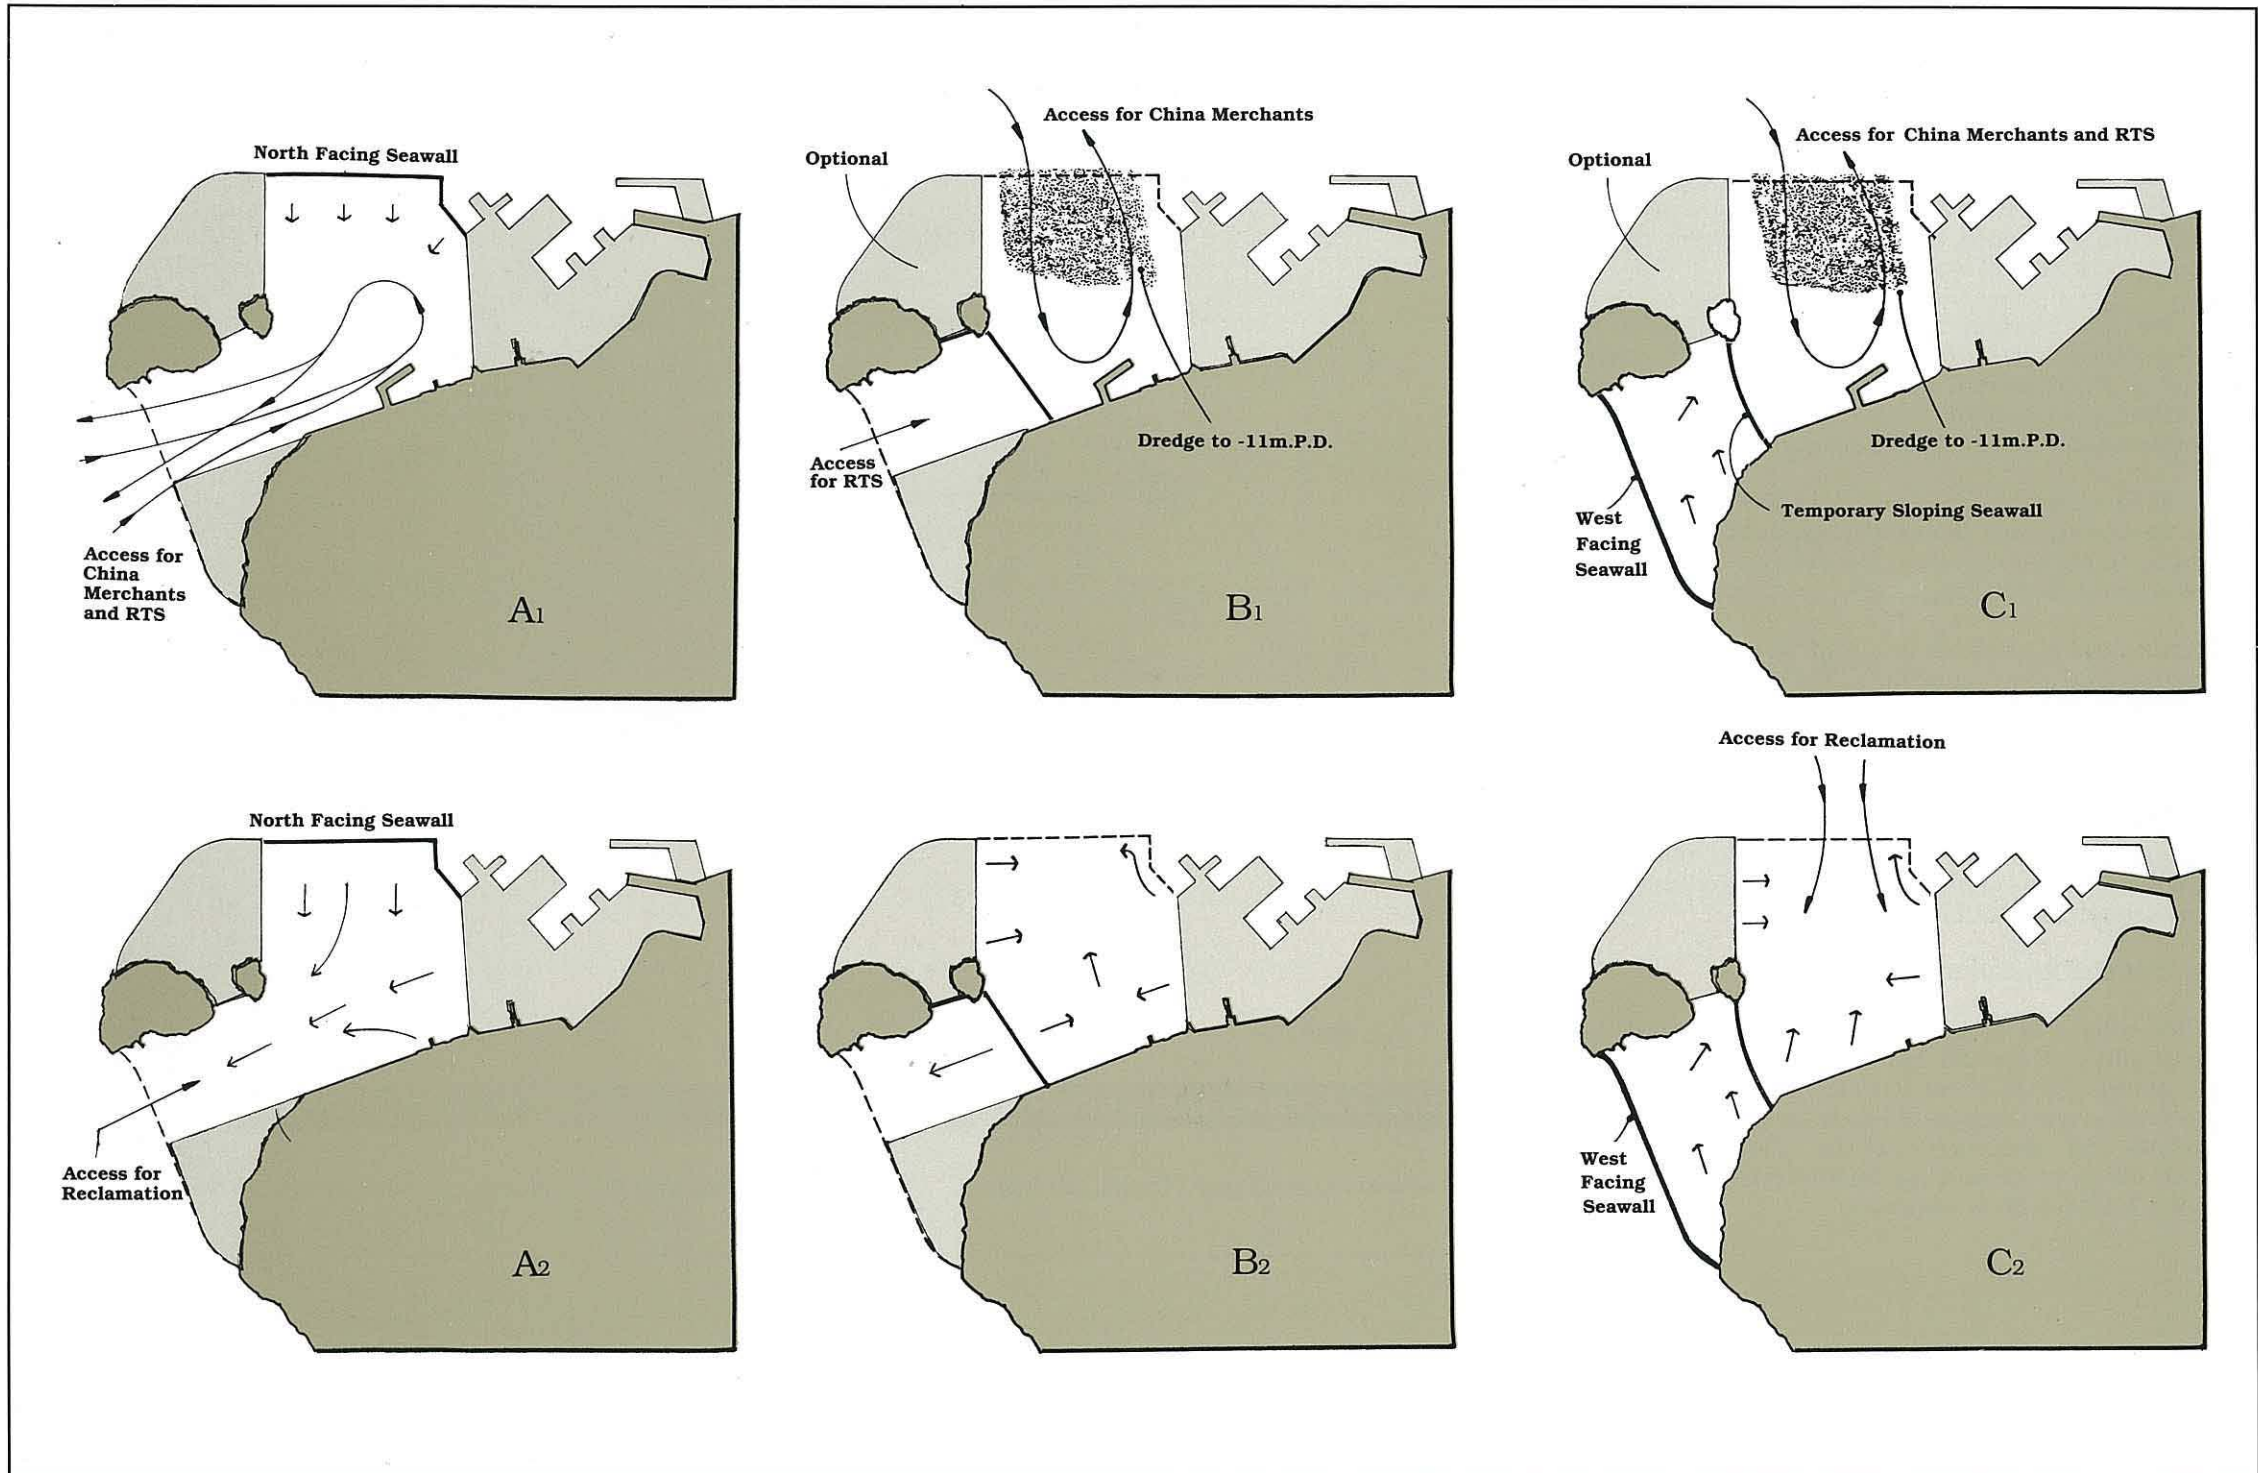 North Facing Seawall
Access for
China
Merchants
and RTS
A1
Optional
Access for China Merchants
Dredge to -11m.P.D.
Access
for RTS
B1
Optional
Access for China Merchants and RTS
Dredge to -11m.P.D.
Temporary Sloping Seawall
West
Facing
Seawall
C1
North Facing Seawall
Access for
Reclamation
A2
B2
Access for Reclamation
West
Facing
Seawall
C2